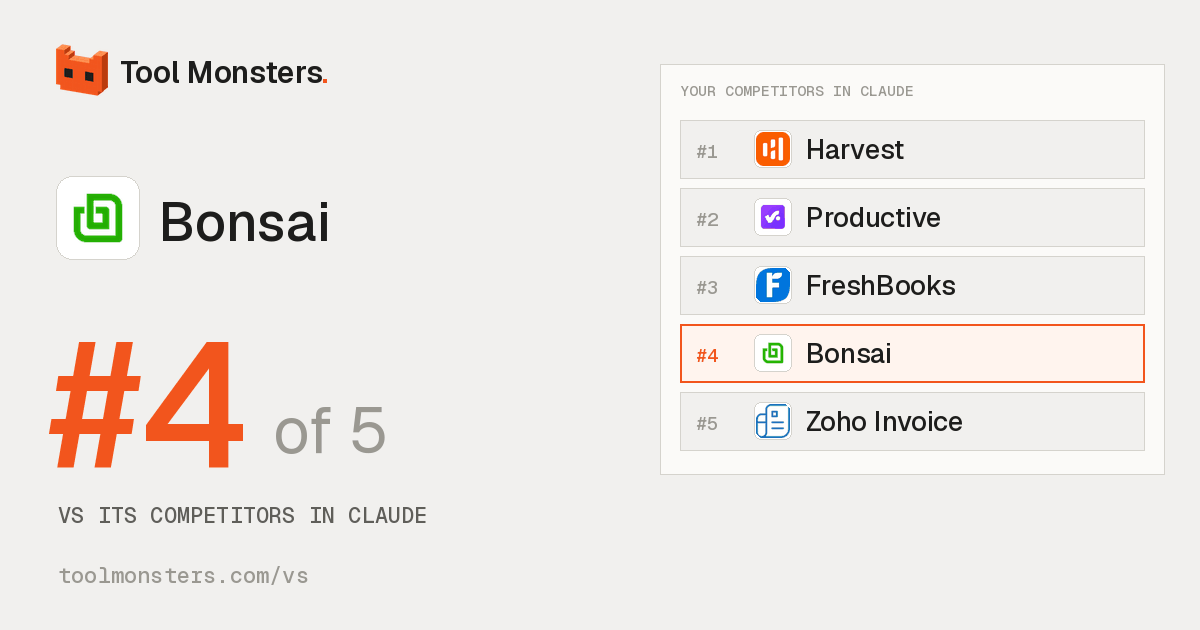 Tool Monsters.
Bonsai
#4 of 5
VS ITS COMPETITORS IN CLAUDE
toolmonsters.com/vs
YOUR COMPETITORS IN CLAUDE
#1 Harvest
#2 Productive
#3 FreshBooks
#4 Bonsai
#5 Zoho Invoice